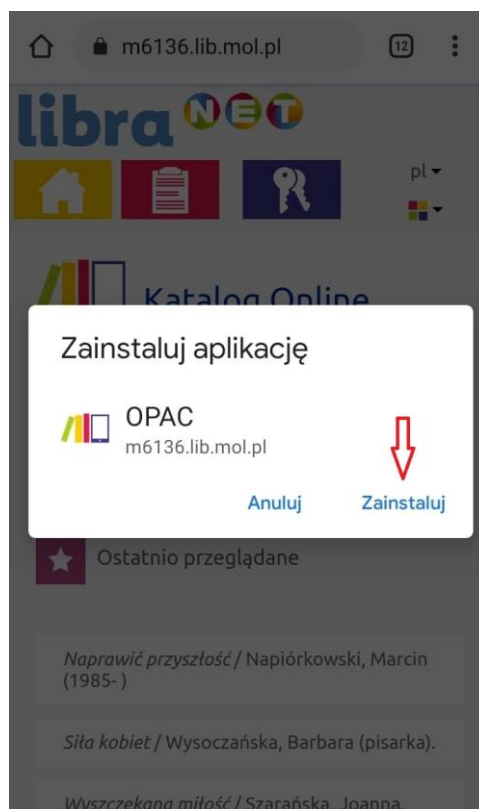 m6136.lib.mol.pl
12
libra NET
pl
Katalog Online
Zainstaluj aplikację
OPAC
m6136.lib.mol.pl
Anuluj Zainstaluj
Ostatnio przeglądane
Naprawić przyszłość / Napiórkowski, Marcin
(1985- )
Siła kobiet / Wysoczańska, Barbara (pisarka).
Wyszczekana miłość / Szarańska, Joanna.